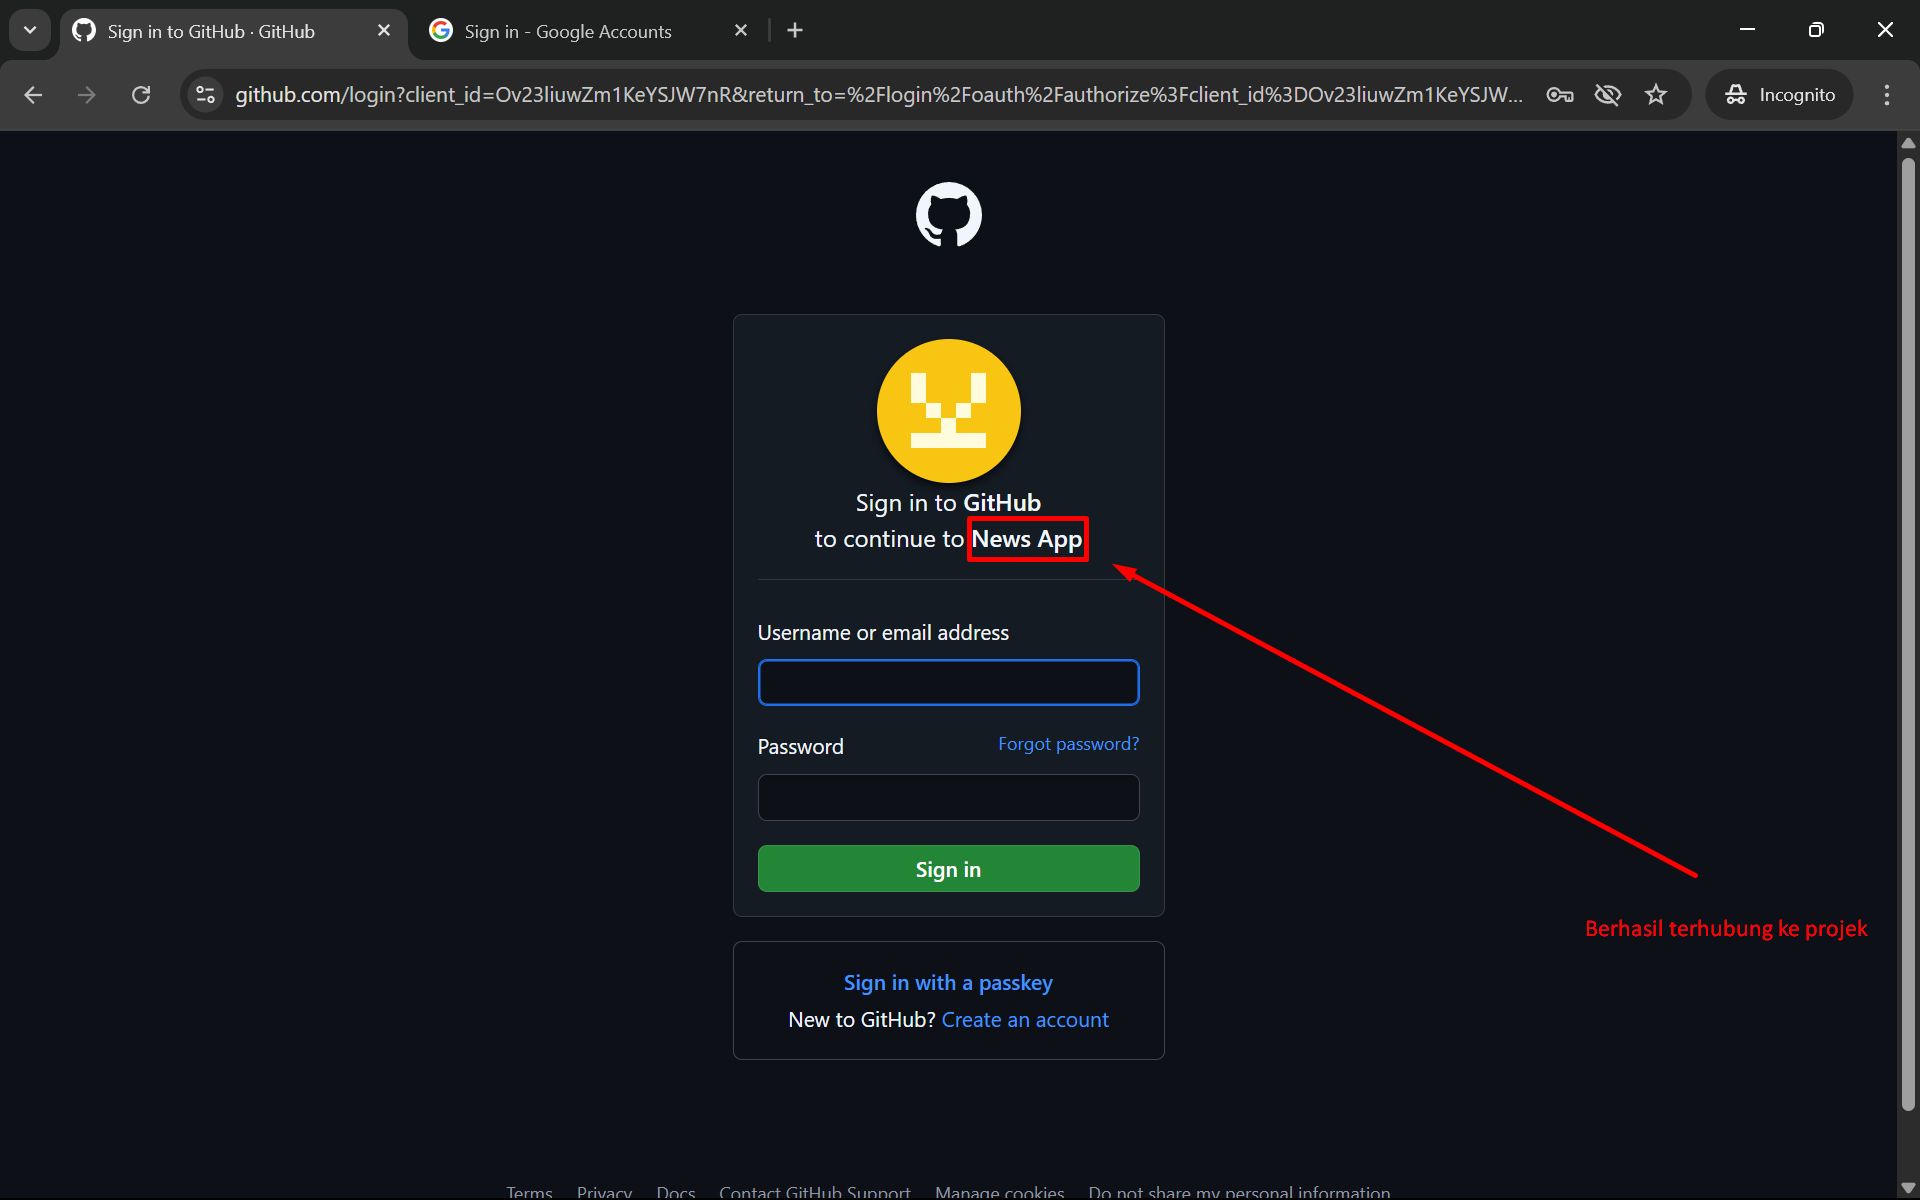 Sign in to GitHub · GitHub
Sign in - Google Accounts
github.com/login?client_id=Ov23liuwZm1KeYSJW7nR&return_to=%2Flogin%2Foauth%2Fauthorize%3Fclient_id%3DOv23liuwZm1KeYSJW...
Incognito
Sign in to GitHub
to continue to News App
Username or email address
Password
Forgot password?
Sign in
Berhasil terhubung ke projek
Sign in with a passkey
New to GitHub? Create an account
Terms Privacy Docs Contact GitHub Support Manage cookies Do not share my personal information